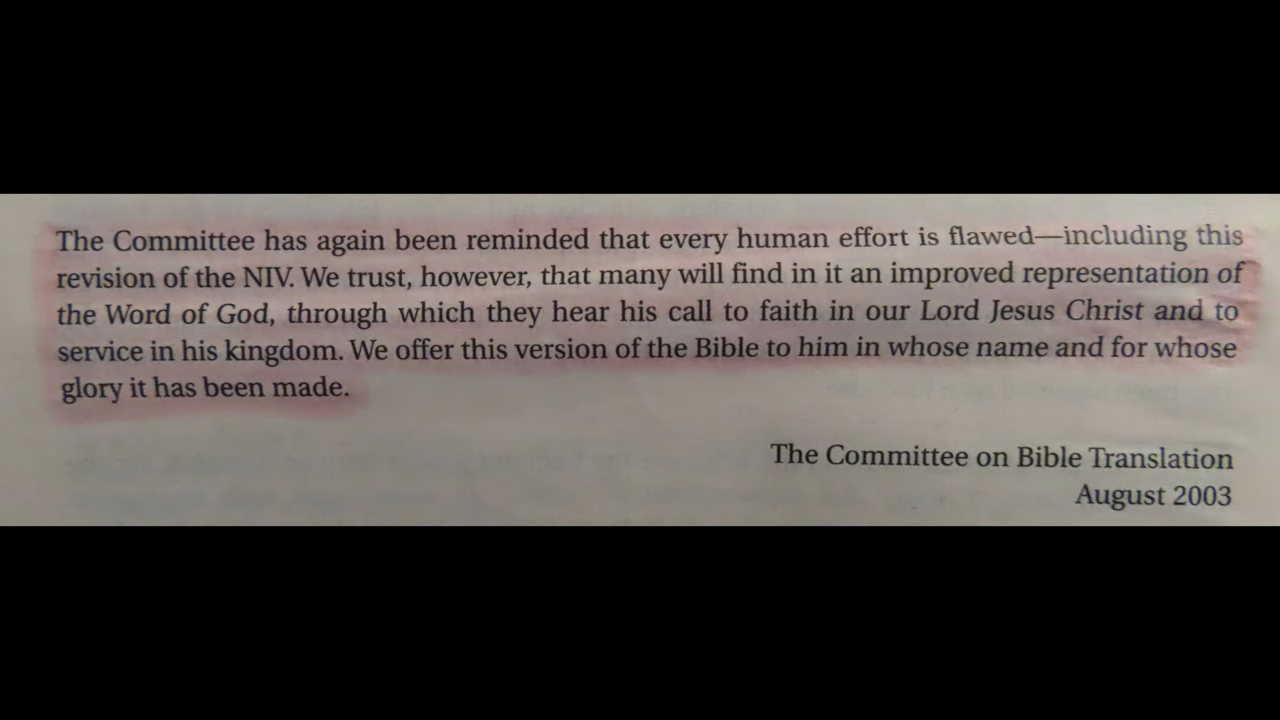 The Committee has again been reminded that every human effort is flawed—including this
revision of the NIV. We trust, however, that many will find in it an improved representation of
the Word of God, through which they hear his call to faith in our Lord Jesus Christ and to
service in his kingdom. We offer this version of the Bible to him in whose name and for whose
glory it has been made.
The Committee on Bible Translation
August 2003